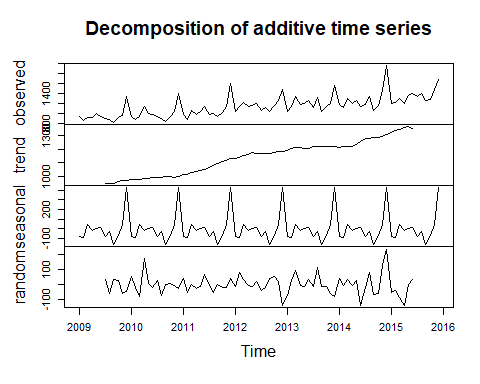 Decomposition of additive time series
observed
1400
trend
1000
seasonal
-100 200
random
-100 100
2009 2010 2011 2012 2013 2014 2015 2016
Time